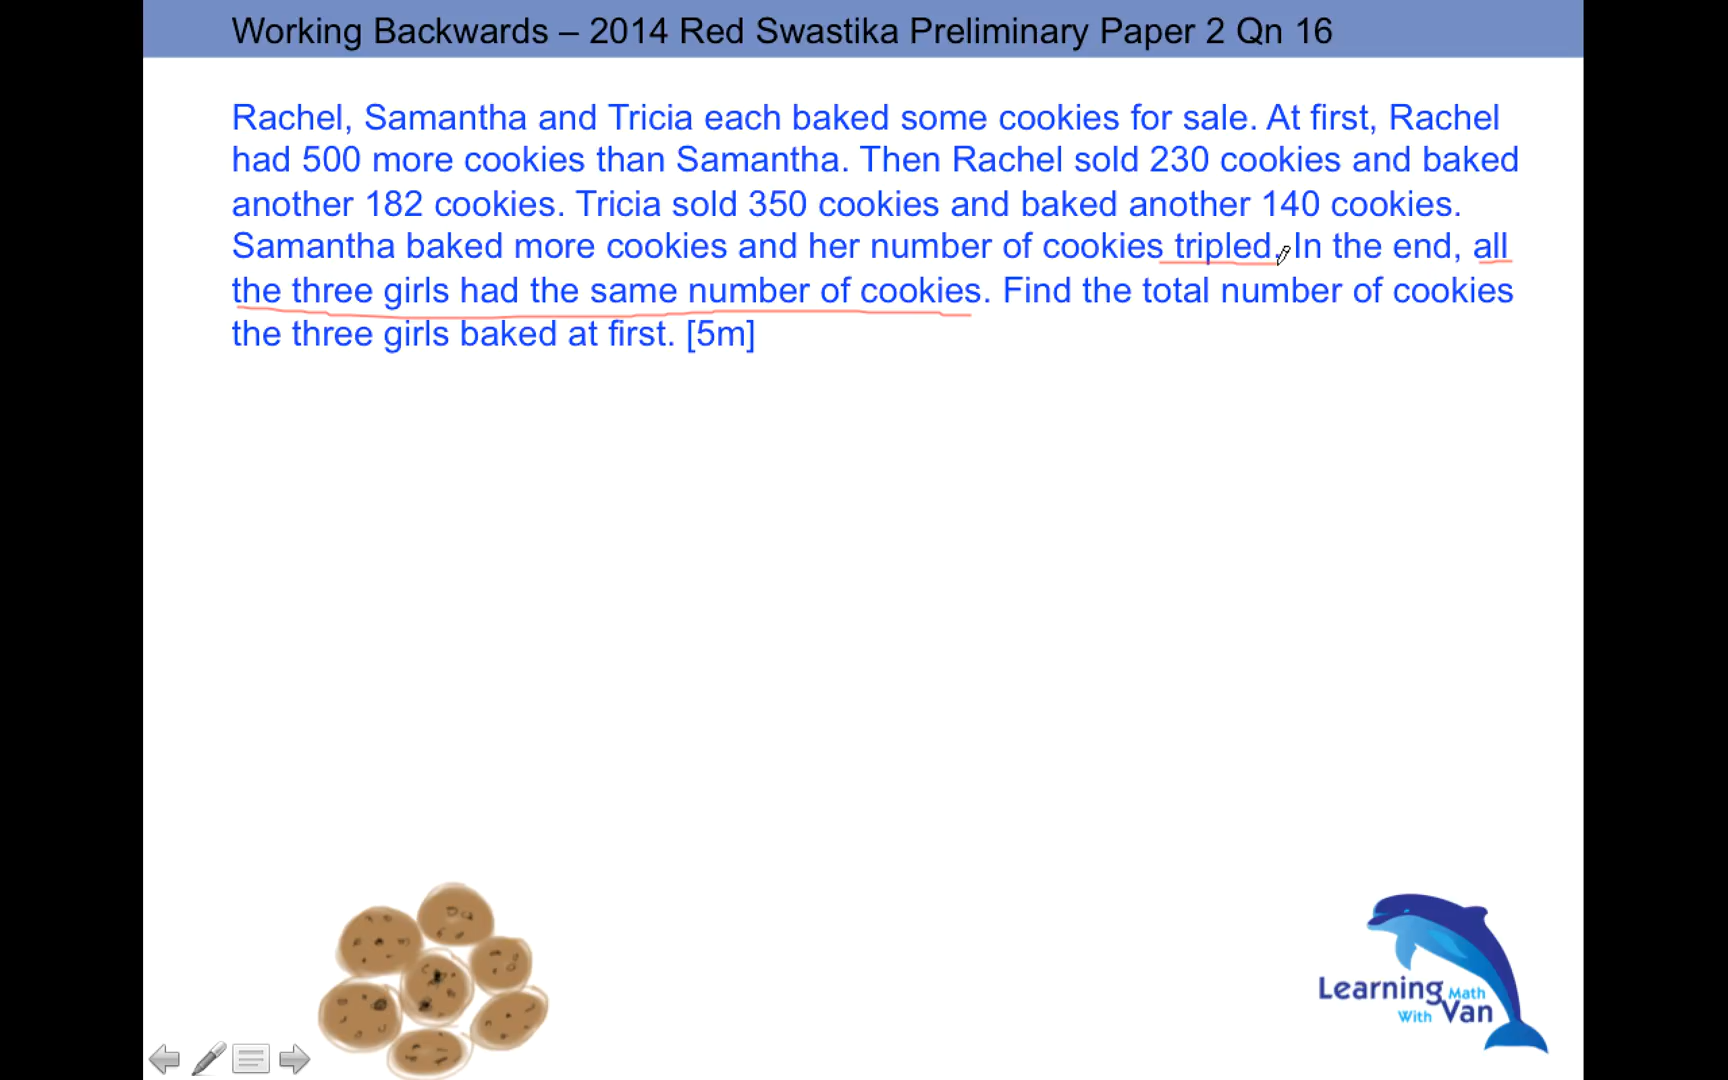 Working Backwards – 2014 Red Swastika Preliminary Paper 2 Qn 16
Rachel, Samantha and Tricia each baked some cookies for sale. At first, Rachel
had 500 more cookies than Samantha. Then Rachel sold 230 cookies and baked
another 182 cookies. Tricia sold 350 cookies and baked another 140 cookies.
Samantha baked more cookies and her number of cookies tripled. In the end, all
the three girls had the same number of cookies. Find the total number of cookies
the three girls baked at first. [5m]
Learning Math
With Van